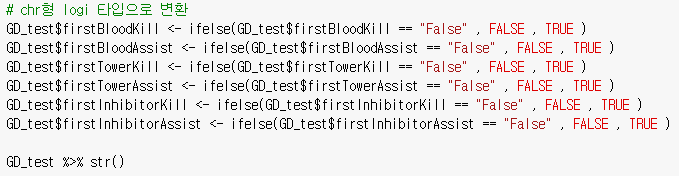 # chr형 logi 타입으로 변환
GD_test$firstBloodKill <- ifelse(GD_test$firstBloodKill == "False" , FALSE , TRUE )
GD_test$firstBloodAssist <- ifelse(GD_test$firstBloodAssist == "False" , FALSE , TRUE )
GD_test$firstTowerKill <- ifelse(GD_test$firstTowerKill == "False" , FALSE , TRUE )
GD_test$firstTowerAssist <- ifelse(GD_test$firstTowerAssist == "False" , FALSE , TRUE )
GD_test$firstInhibitorKill <- ifelse(GD_test$firstInhibitorKill == "False" , FALSE , TRUE )
GD_test$firstInhibitorAssist <- ifelse(GD_test$firstInhibitorAssist == "False" , FALSE , TRUE )
GD_test %>% str()